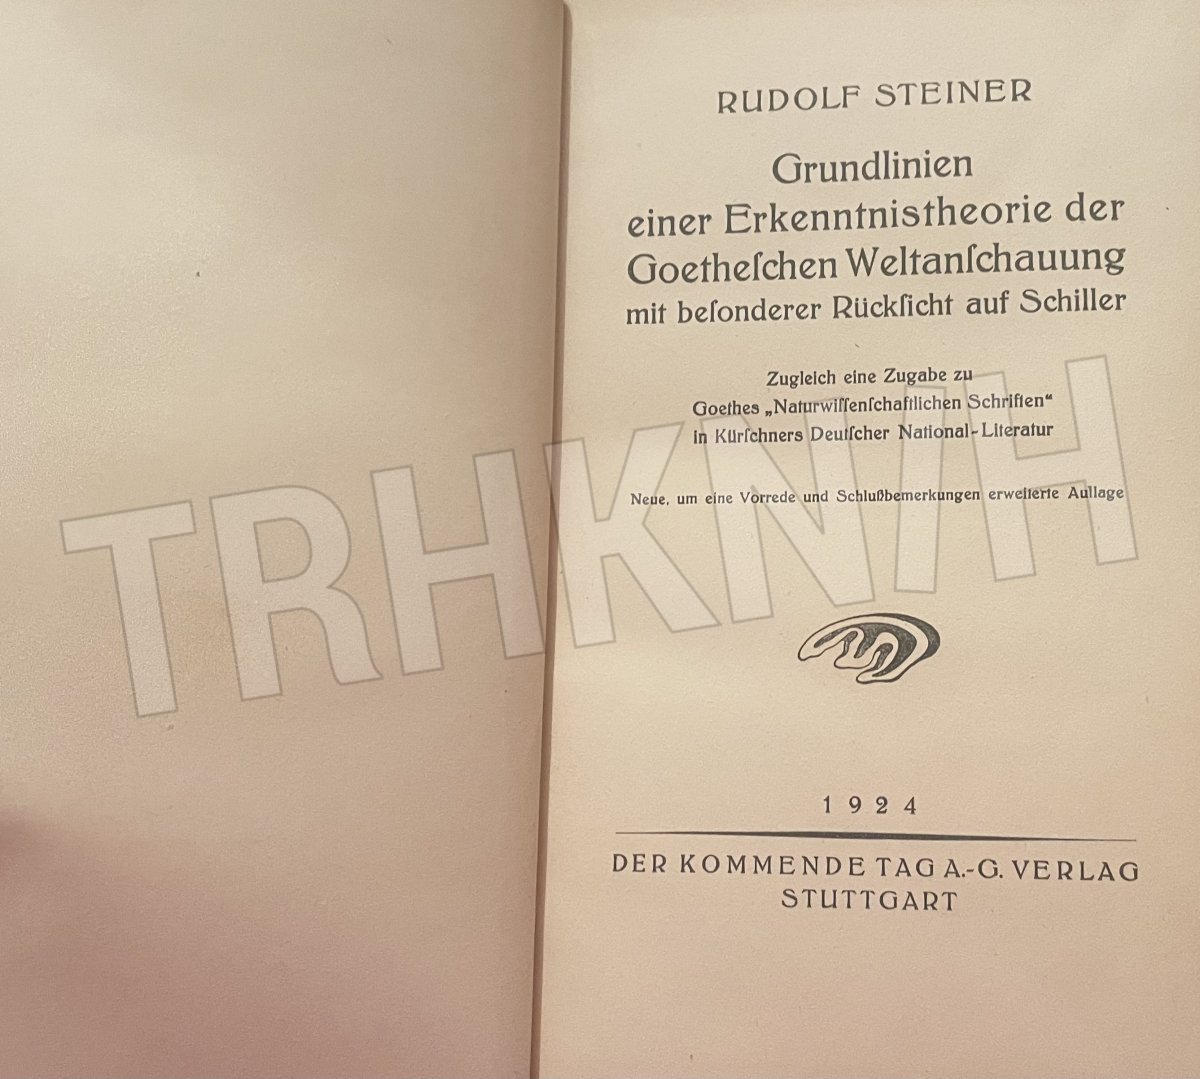 RUDOLF STEINER
Grundlinien
einer Erkenntnistheorie der
Goetheſchen Weltanſchauung
mit beſonderer Rückſicht auf Schiller
Zugleich eine Zugabe zu
Goethes „Naturwiſſenſchaftlichen Schriften“
in Kürſchners Deutſcher National-Literatur
Neue, um eine Vorrede und Schlußbemerkungen erweiterte Auflage
TRHKN/H
1924
DER KOMMENDE TAG A.-G. VERLAG
STUTTGART